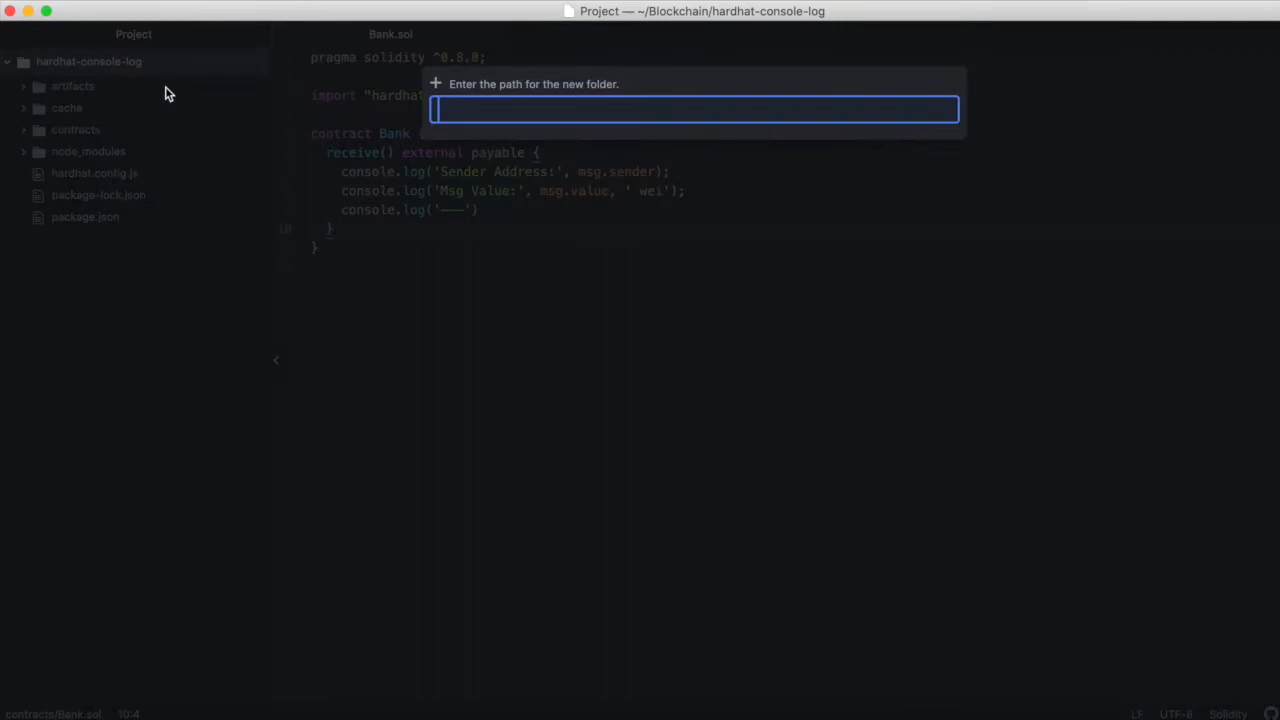 Project — ~/Blockchain/hardhat-console-log
Project
Bank.sol
hardhat-console-log
artifacts
cache
contracts
node_modules
hardhat.config.js
package-lock.json
package.json
Enter the path for the new folder.
pragma solidity ^0.8.0;
import "hardhat
contract Bank {
receive() external payable {
console.log('Sender Address:', msg.sender);
console.log('Msg Value:', msg.value, ' wei');
console.log('———')
10 }
}
contracts/Bank.sol 10:4
LF UTF-8 Solidity